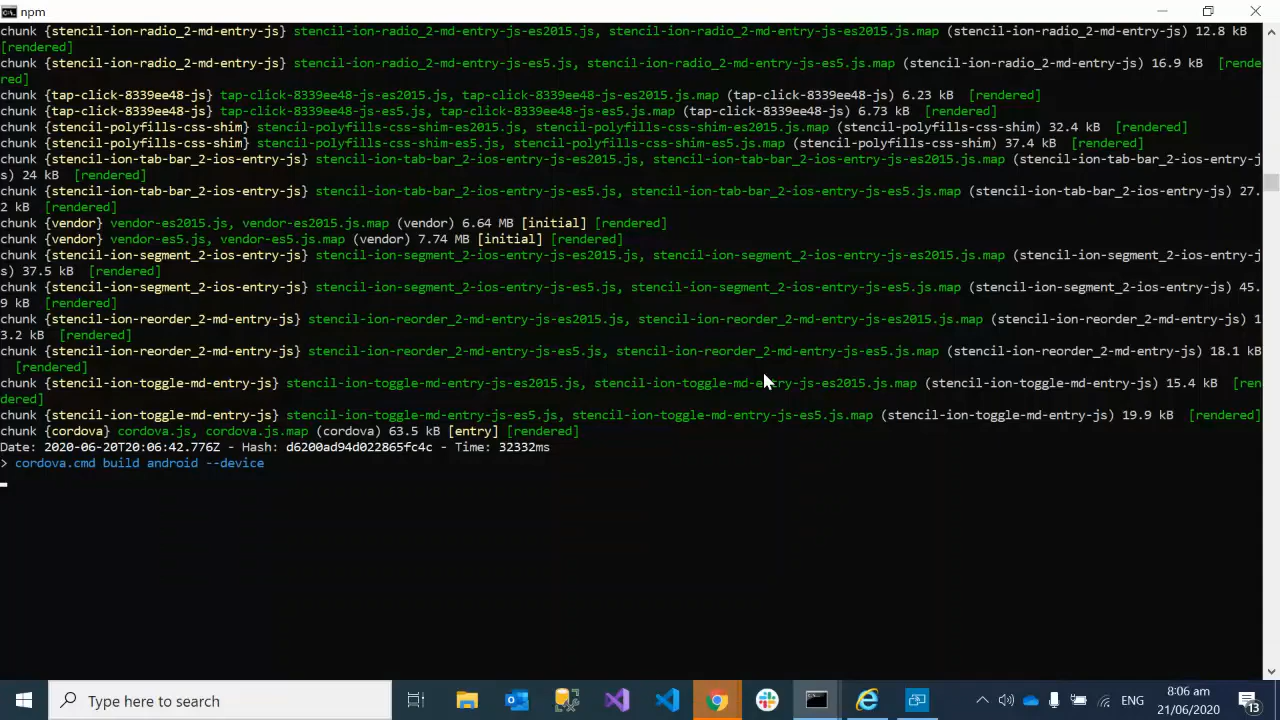 npm
chunk {stencil-ion-radio_2-md-entry-js} stencil-ion-radio_2-md-entry-js-es2015.js, stencil-ion-radio_2-md-entry-js-es2015.js.map (stencil-ion-radio_2-md-entry-js) 12.8 kB
[rendered]
chunk {stencil-ion-radio_2-md-entry-js} stencil-ion-radio_2-md-entry-js-es5.js, stencil-ion-radio_2-md-entry-js-es5.js.map (stencil-ion-radio_2-md-entry-js) 16.9 kB  [rende
red]
chunk {tap-click-8339ee48-js} tap-click-8339ee48-js-es2015.js, tap-click-8339ee48-js-es2015.js.map (tap-click-8339ee48-js) 6.23 kB  [rendered]
chunk {tap-click-8339ee48-js} tap-click-8339ee48-js-es5.js, tap-click-8339ee48-js-es5.js.map (tap-click-8339ee48-js) 6.73 kB  [rendered]
chunk {stencil-polyfills-css-shim} stencil-polyfills-css-shim-es2015.js, stencil-polyfills-css-shim-es2015.js.map (stencil-polyfills-css-shim) 32.4 kB  [rendered]
chunk {stencil-polyfills-css-shim} stencil-polyfills-css-shim-es5.js, stencil-polyfills-css-shim-es5.js.map (stencil-polyfills-css-shim) 37.4 kB  [rendered]
chunk {stencil-ion-tab-bar_2-ios-entry-js} stencil-ion-tab-bar_2-ios-entry-js-es2015.js, stencil-ion-tab-bar_2-ios-entry-js-es2015.js.map (stencil-ion-tab-bar_2-ios-entry-j
s) 24 kB  [rendered]
chunk {stencil-ion-tab-bar_2-ios-entry-js} stencil-ion-tab-bar_2-ios-entry-js-es5.js, stencil-ion-tab-bar_2-ios-entry-js-es5.js.map (stencil-ion-tab-bar_2-ios-entry-js) 27.
2 kB  [rendered]
chunk {vendor} vendor-es2015.js, vendor-es2015.js.map (vendor) 6.64 MB [initial] [rendered]
chunk {vendor} vendor-es5.js, vendor-es5.js.map (vendor) 7.74 MB [initial] [rendered]
chunk {stencil-ion-segment_2-ios-entry-js} stencil-ion-segment_2-ios-entry-js-es2015.js, stencil-ion-segment_2-ios-entry-js-es2015.js.map (stencil-ion-segment_2-ios-entry-j
s) 37.5 kB  [rendered]
chunk {stencil-ion-segment_2-ios-entry-js} stencil-ion-segment_2-ios-entry-js-es5.js, stencil-ion-segment_2-ios-entry-js-es5.js.map (stencil-ion-segment_2-ios-entry-js) 45.
9 kB  [rendered]
chunk {stencil-ion-reorder_2-md-entry-js} stencil-ion-reorder_2-md-entry-js-es2015.js, stencil-ion-reorder_2-md-entry-js-es2015.js.map (stencil-ion-reorder_2-md-entry-js) 1
3.2 kB  [rendered]
chunk {stencil-ion-reorder_2-md-entry-js} stencil-ion-reorder_2-md-entry-js-es5.js, stencil-ion-reorder_2-md-entry-js-es5.js.map (stencil-ion-reorder_2-md-entry-js) 18.1 kB
[rendered]
chunk {stencil-ion-toggle-md-entry-js} stencil-ion-toggle-md-entry-js-es2015.js, stencil-ion-toggle-md-entry-js-es2015.js.map (stencil-ion-toggle-md-entry-js) 15.4 kB  [ren
dered]
chunk {stencil-ion-toggle-md-entry-js} stencil-ion-toggle-md-entry-js-es5.js, stencil-ion-toggle-md-entry-js-es5.js.map (stencil-ion-toggle-md-entry-js) 19.9 kB  [rendered]
chunk {cordova} cordova.js, cordova.js.map (cordova) 63.5 kB [entry] [rendered]
Date: 2020-06-20T20:06:42.776Z - Hash: d6200ad94d022865fc4c - Time: 32332ms
> cordova.cmd build android --device
Type here to search
ENG
8:06 am
21/06/2020
13